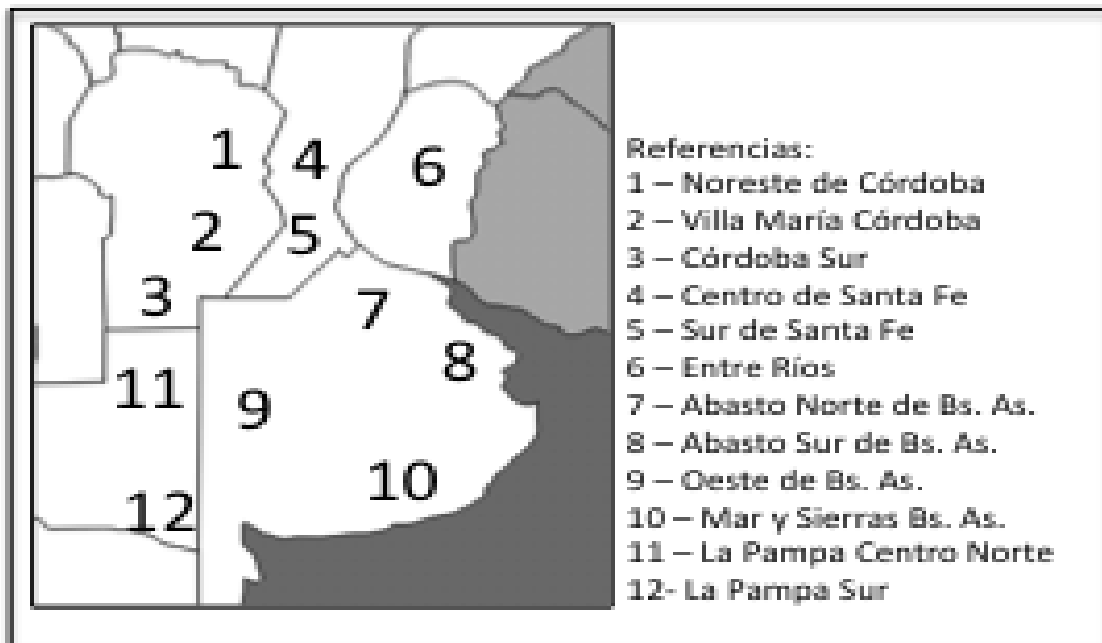 1
4
6
2
5
3
7
8
11
9
10
12
Referencias:
1 – Noreste de Córdoba
2 – Villa María Córdoba
3 – Córdoba Sur
4 – Centro de Santa Fe
5 – Sur de Santa Fe
6 – Entre Ríos
7 – Abasto Norte de Bs. As.
8 – Abasto Sur de Bs. As.
9 – Oeste de Bs. As.
10 – Mar y Sierras Bs. As.
11 – La Pampa Centro Norte
12- La Pampa Sur